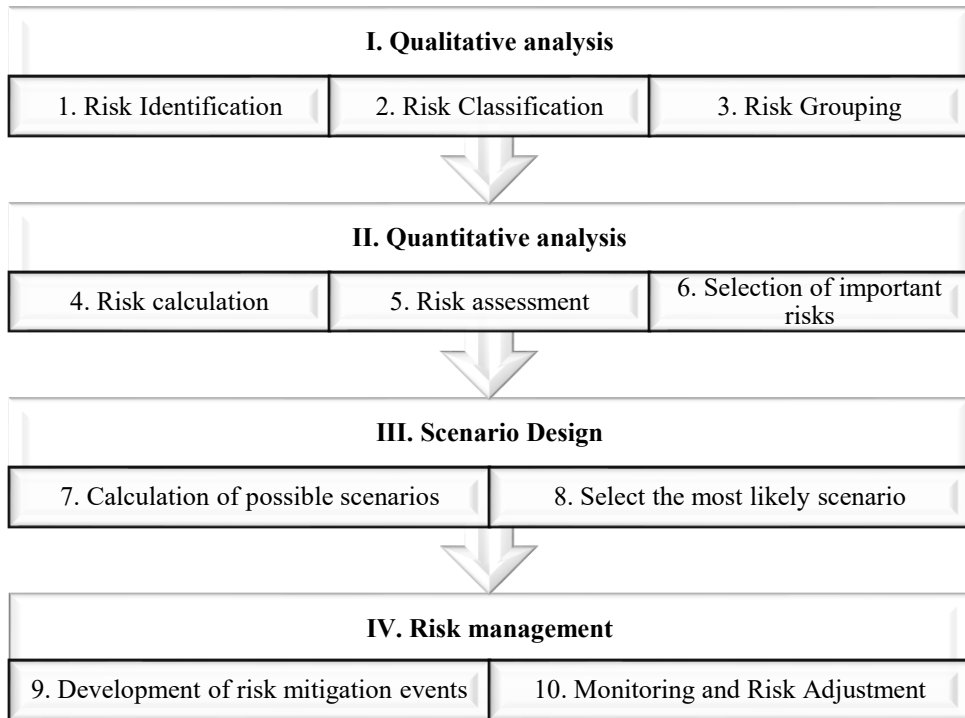 I. Qualitative analysis
1. Risk Identification
2. Risk Classification
3. Risk Grouping
II. Quantitative analysis
4. Risk calculation
5. Risk assessment
6. Selection of important
risks
III. Scenario Design
7. Calculation of possible scenarios
8. Select the most likely scenario
IV. Risk management
9. Development of risk mitigation events
10. Monitoring and Risk Adjustment